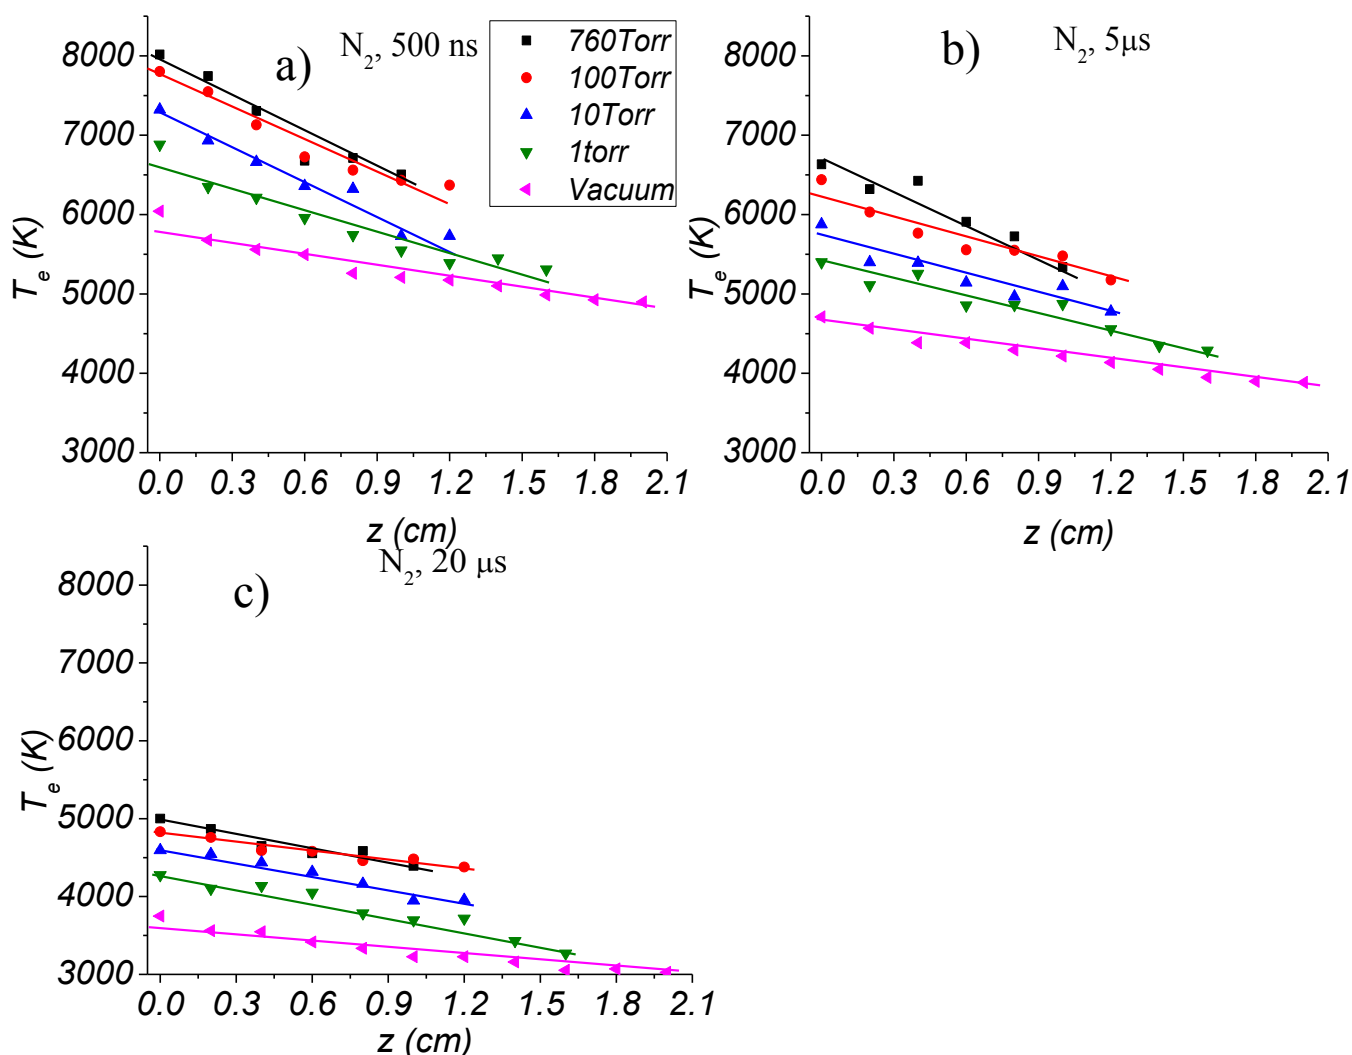 a)
N2, 500 ns
760Torr
100Torr
10Torr
1torr
Vacuum
8000
7000
6000
5000
4000
3000
Te (K)
0.0 0.3 0.6 0.9 1.2 1.5 1.8 2.1
z (cm)
b)
N2, 5μs
8000
7000
6000
5000
4000
3000
Te (K)
0.0 0.3 0.6 0.9 1.2 1.5 1.8 2.1
z (cm)
c)
N2, 20 μs
8000
7000
6000
5000
4000
3000
Te (K)
0.0 0.3 0.6 0.9 1.2 1.5 1.8 2.1
z (cm)